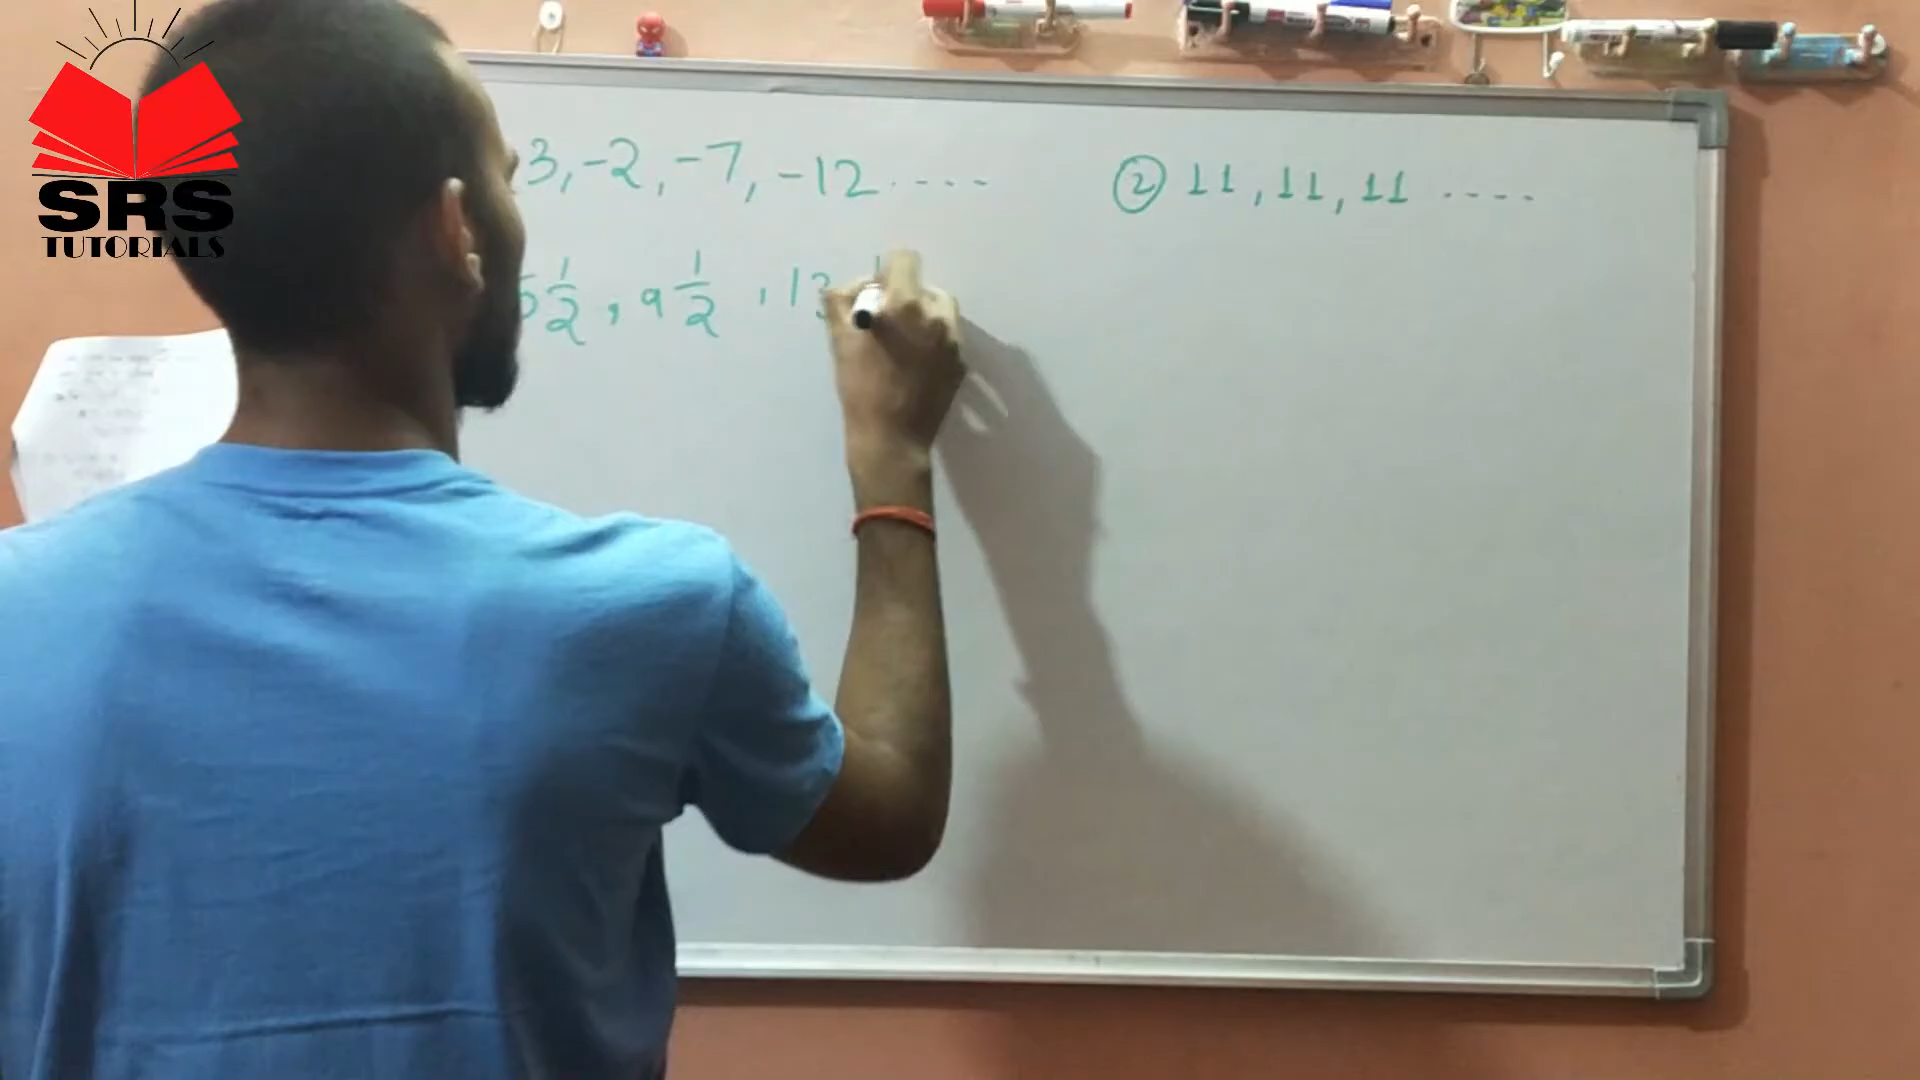 SRS
TUTORIALS
3, -2, -7, -12 ....
② 11, 11, 11 ....
5 1/2, 9 1/2, 13